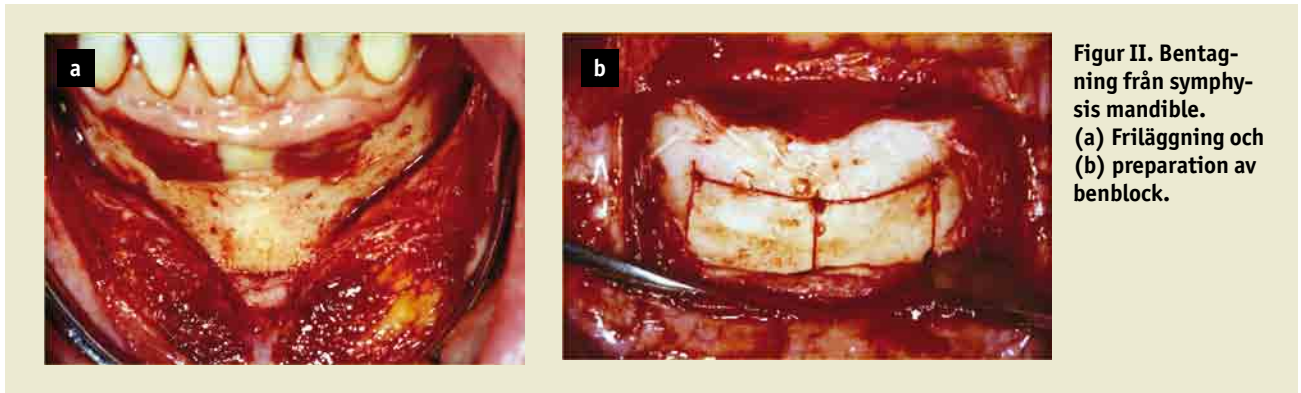 a
b
Figur II. Bentag-
ning från symphy-
sis mandible.
(a) Friläggning och
(b) preparation av
benblock.